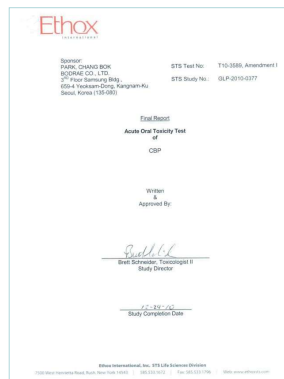 Ethox
international
Sponsor:
PARK, CHANG BOK
BODRAE CO., LTD.
3rd Floor Samsung Bldg.,
659-4 Yeoksam-Dong, Kangnam-Ku
Seoul, Korea (135-080)
STS Test No: T10-3589, Amendment I
STS Study No.: GLP-2010-0377
Final Report
Acute Oral Toxicity Test
of
CBP
Written
&
Approved By:
Brett Schneider, Toxicologist II
Study Director
12-29-10
Study Completion Date
Ethox International, Inc. STS Life Sciences Division